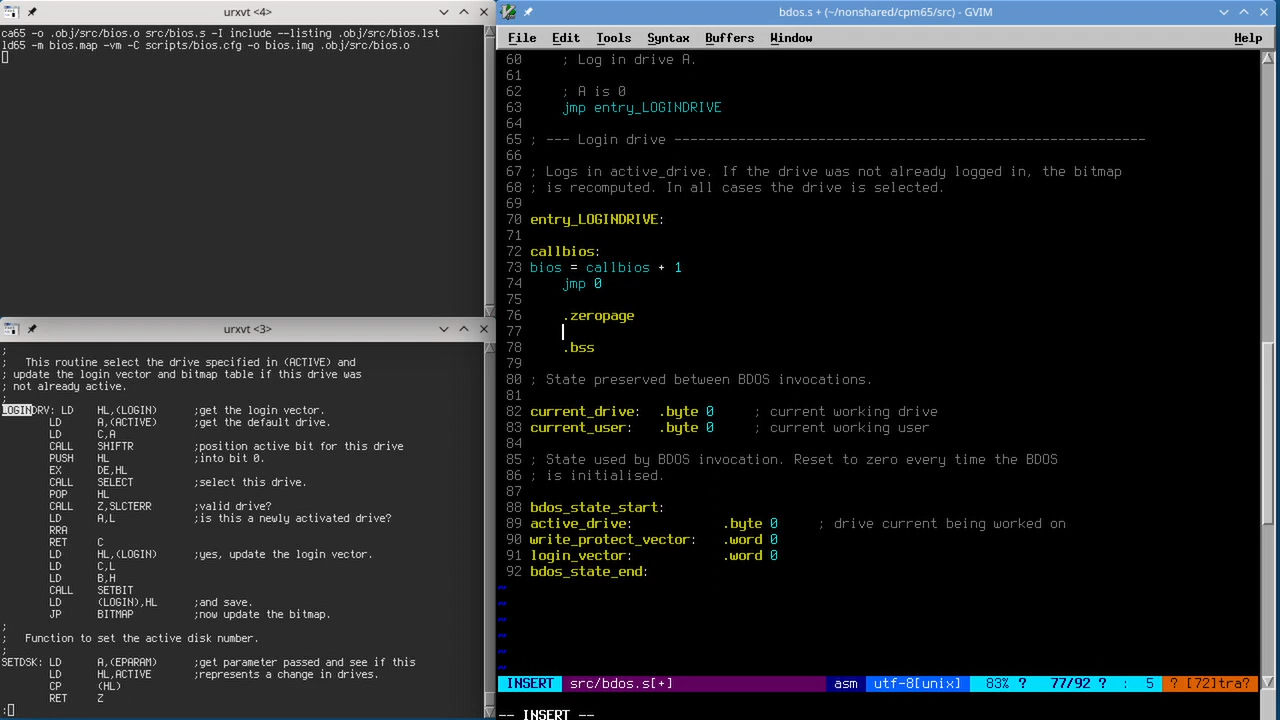 urxvt <4>
ca65 -o .obj/src/bios.o src/bios.s -I include --listing .obj/src/bios.lst
ld65 -m bios.map -vm -C scripts/bios.cfg -o bios.img .obj/src/bios.o
urxvt <3>
;
;   This routine select the drive specified in (ACTIVE) and
; update the login vector and bitmap table if this drive was
; not already active.
;
LOGINDRV: LD    HL,(LOGIN)      ;get the login vector.
        LD      A,(ACTIVE)      ;get the default drive.
        LD      C,A
        CALL    SHIFTR          ;position active bit for this drive
        PUSH    HL              ;into bit 0.
        EX      DE,HL
        CALL    SELECT          ;select this drive.
        POP     HL
        CALL    Z,SLCTERR       ;valid drive?
        LD      A,L             ;is this a newly activated drive?
        RRA
        RET     C
        LD      HL,(LOGIN)      ;yes, update the login vector.
        LD      C,L
        LD      B,H
        CALL    SETBIT
        LD      (LOGIN),HL      ;and save.
        JP      BITMAP          ;now update the bitmap.
;
;   Function to set the active disk number.
;
SETDSK: LD      A,(EPARAM)      ;get parameter passed and see if this
        LD      HL,ACTIVE       ;represents a change in drives.
        CP      (HL)
        RET     Z
:
bdos.s + (~/nonshared/cpm65/src) - GVIM
File Edit Tools Syntax Buffers Window Help
60     ; Log in drive A.
61
62     ; A is 0
63     jmp entry_LOGINDRIVE
64
65 ; --- Login drive -----------------------------------------------------------
66
67 ; Logs in active_drive. If the drive was not already logged in, the bitmap
68 ; is recomputed. In all cases the drive is selected.
69
70 entry_LOGINDRIVE:
71
72 callbios:
73 bios = callbios + 1
74     jmp 0
75
76     .zeropage
77
78     .bss
79
80 ; State preserved between BDOS invocations.
81
82 current_drive:  .byte 0     ; current working drive
83 current_user:   .byte 0     ; current working user
84
85 ; State used by BDOS invocation. Reset to zero every time the BDOS
86 ; is initialised.
87
88 bdos_state_start:
89 active_drive:           .byte 0     ; drive current being worked on
90 write_protect_vector:   .word 0
91 login_vector:           .word 0
92 bdos_state_end:
~
~
~
~
~
~
INSERT src/bdos.s[+] asm utf-8[unix] 83% ? 77/92 ? : 5 ? [72]tra?
-- INSERT --